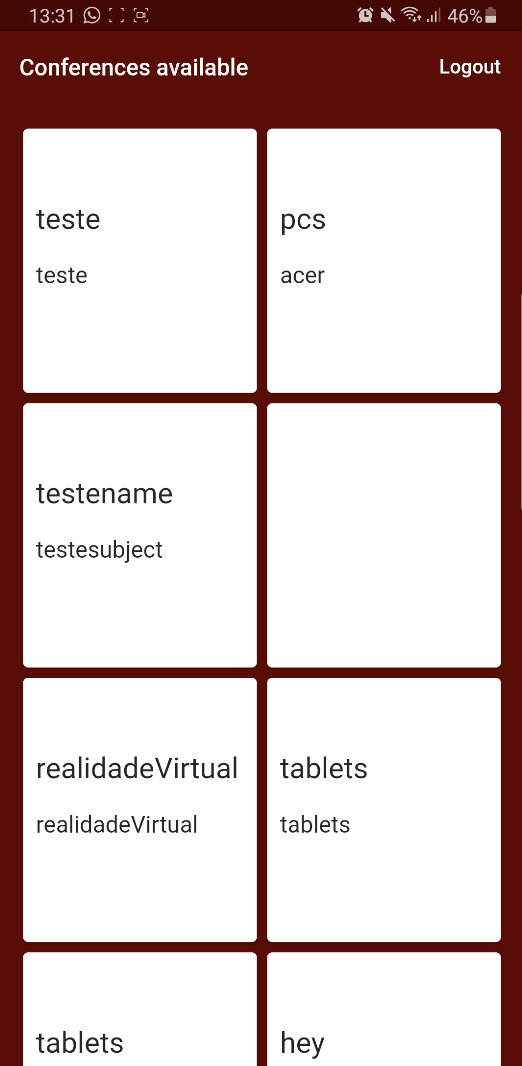 13:31 46%
Conferences available Logout
teste
teste
pcs
acer
testename
testesubject
realidadeVirtual
realidadeVirtual
tablets
tablets
tablets
hey